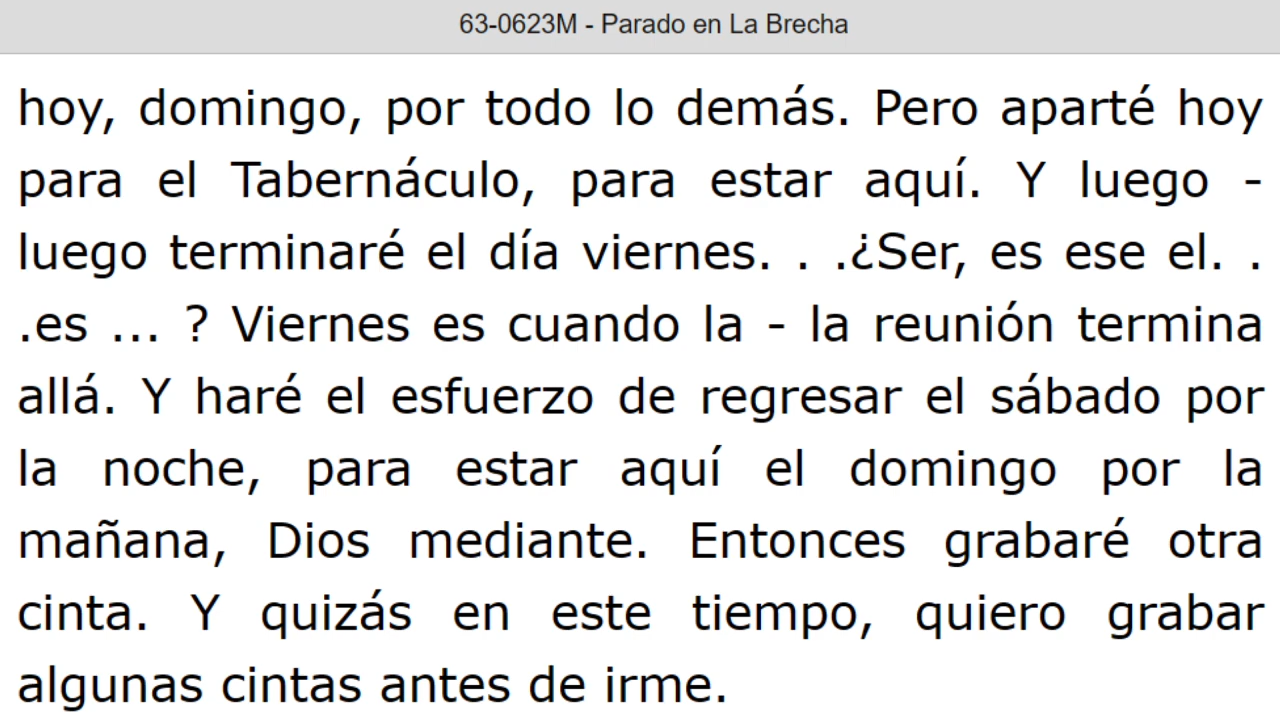 63-0623M - Parado en La Brecha
hoy, domingo, por todo lo demás. Pero aparté hoy
para el Tabernáculo, para estar aquí. Y luego -
luego terminaré el día viernes. . .¿Ser, es ese el. .
.es ... ? Viernes es cuando la - la reunión termina
allá. Y haré el esfuerzo de regresar el sábado por
la noche, para estar aquí el domingo por la
mañana, Dios mediante. Entonces grabaré otra
cinta. Y quizás en este tiempo, quiero grabar
algunas cintas antes de irme.